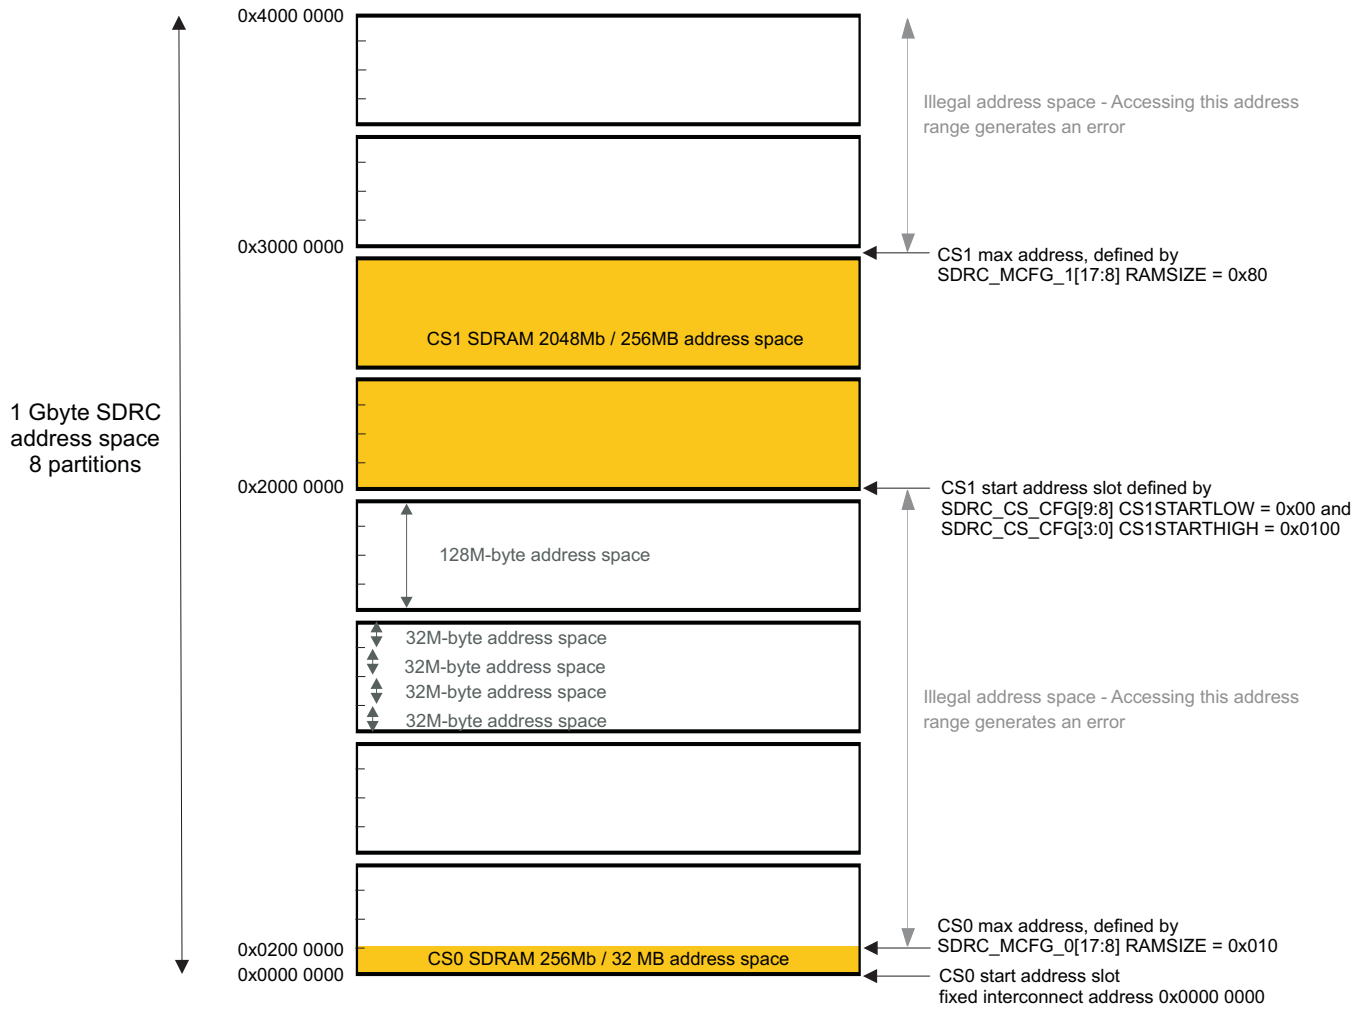 0x4000 0000
Illegal address space - Accessing this address
range generates an error
0x3000 0000
CS1 max address, defined by
SDRC_MCFG_1[17:8] RAMSIZE = 0x80
CS1 SDRAM 2048Mb / 256MB address space
1 Gbyte SDRC
address space
8 partitions
0x2000 0000
CS1 start address slot defined by
SDRC_CS_CFG[9:8] CS1STARTLOW = 0x00 and
SDRC_CS_CFG[3:0] CS1STARTHIGH = 0x0100
128M-byte address space
32M-byte address space
32M-byte address space
32M-byte address space
32M-byte address space
Illegal address space - Accessing this address
range generates an error
CS0 max address, defined by
SDRC_MCFG_0[17:8] RAMSIZE = 0x010
0x0200 0000
CS0 SDRAM 256Mb / 32 MB address space
0x0000 0000
CS0 start address slot
fixed interconnect address 0x0000 0000